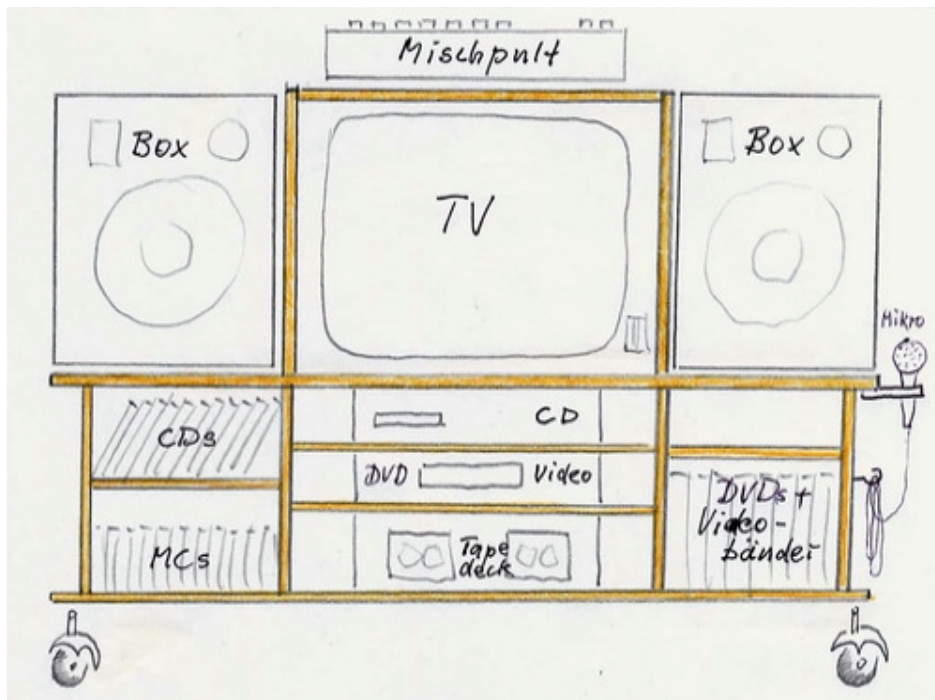 Mischpult
Box
TV
Box
Mikro
CDs
CD
DVD
Video
DVDs +
Video-
bänder
MCs
Tape
deck